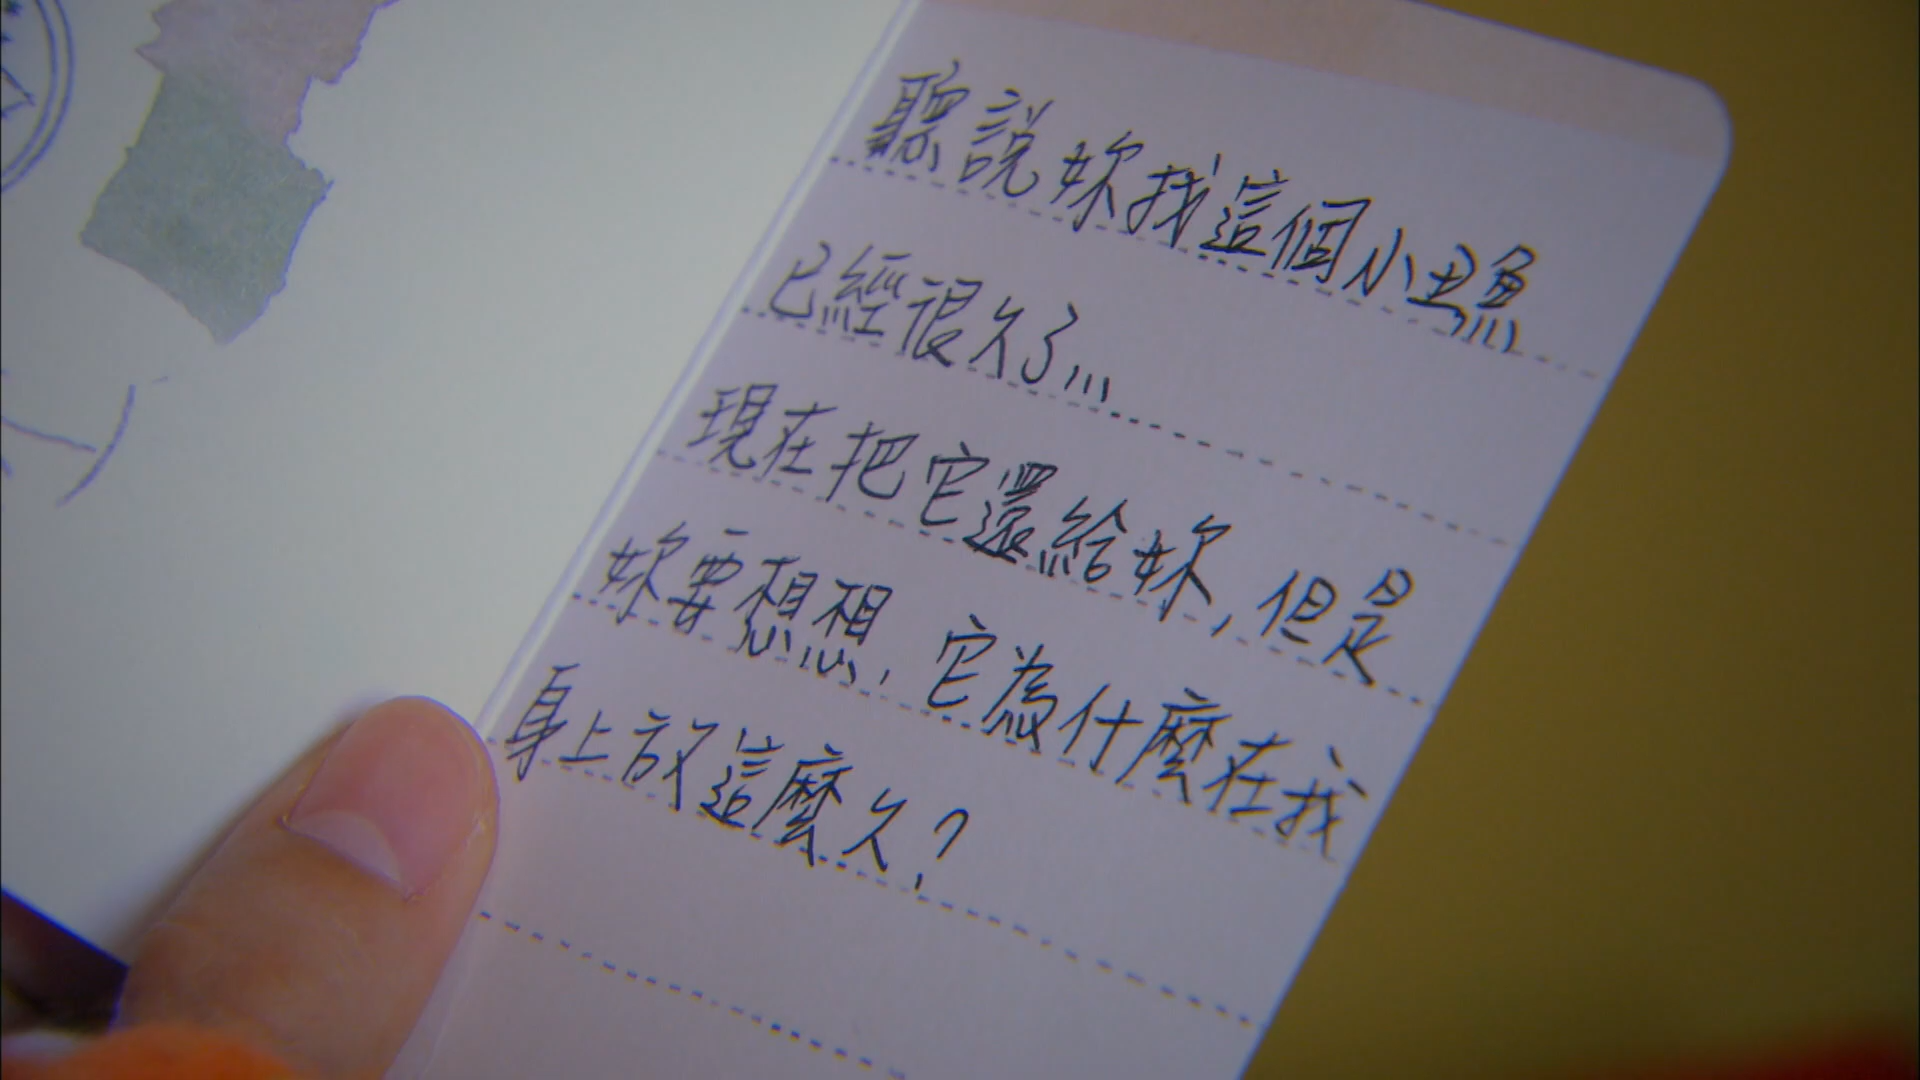 聽說妳找這個小丑魚
已經很久了...
現在把它還給妳，但是
妳要想想，它為什麼在我
身上放這麼久？